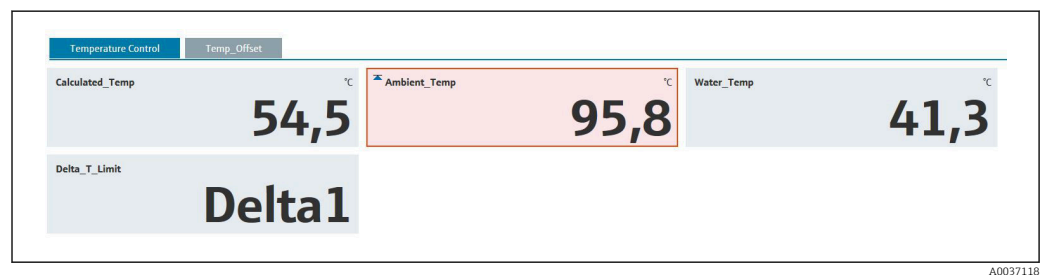 Temperature Control Temp_Offset
Calculated_Temp °C Ambient_Temp °C Water_Temp °C
54,5 95,8 41,3
Delta_T_Limit
Delta1
A0037118